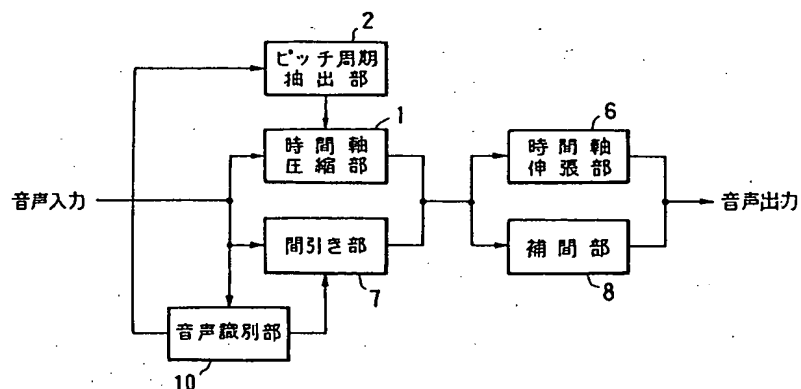 2
ピッチ周期
抽出部
1
時間軸
圧縮部
6
時間軸
伸張部
音声入力
音声出力
間引き部
7
補間部
8
音声識別部
10